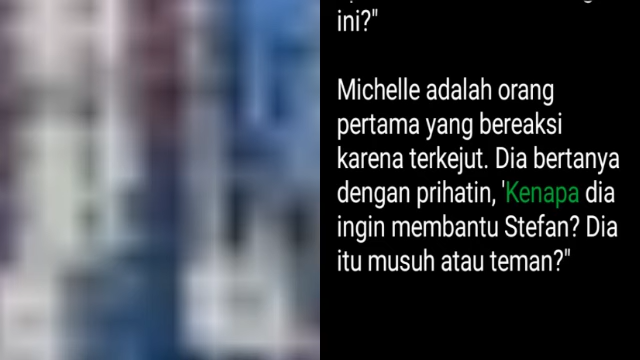 ini?"
Michelle adalah orang
pertama yang bereaksi
karena terkejut. Dia bertanya
dengan prihatin, 'Kenapa dia
ingin membantu Stefan? Dia
itu musuh atau teman?"